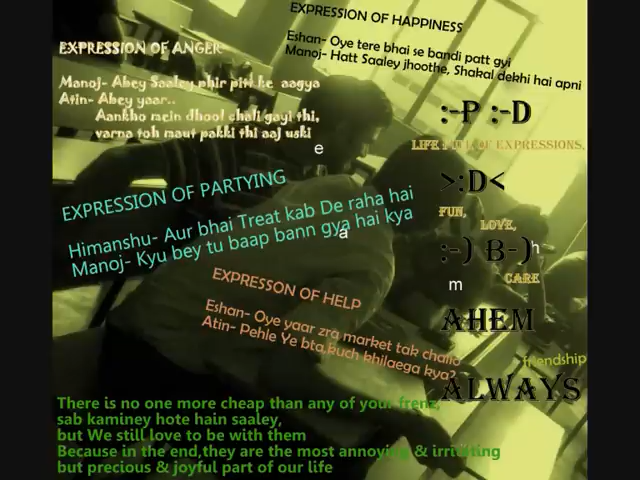 EXPRESSION OF HAPPINESS
Eshan- Oye tere bhai se bandi patt gyi
Manoj- Hatt Saaley jhoothe, Shakal dekhi hai apni
EXPRESSION OF ANGER
Manoj- Abey Saaley phir pitt ke aagya
Atin- Abey yaar..
Aankho mein dhool chali gayi thi,
varna toh maut pakki thi aaj uski
:-P :-D
LIFE FULL OF EXPRESSIONS,
>:D<
FUN,
LOVE,
:-) B-)
CARE
e
a
h
m
EXPRESSION OF PARTYING
Himanshu- Aur bhai Treat kab De raha hai
Manoj- Kyu bey tu baap bann gya hai kya
EXPRESSON OF HELP
Eshan- Oye yaar zra market tak challo
Atin- Pehle Ye bta,kuch khilaega kya?
AHEM
friendship
ALWAYS
There is no one more cheap than any of your frenz,
sab kaminey hote hain saaley,
but We still love to be with them
Because in the end,they are the most annoying & irritating
but precious & joyful part of our life